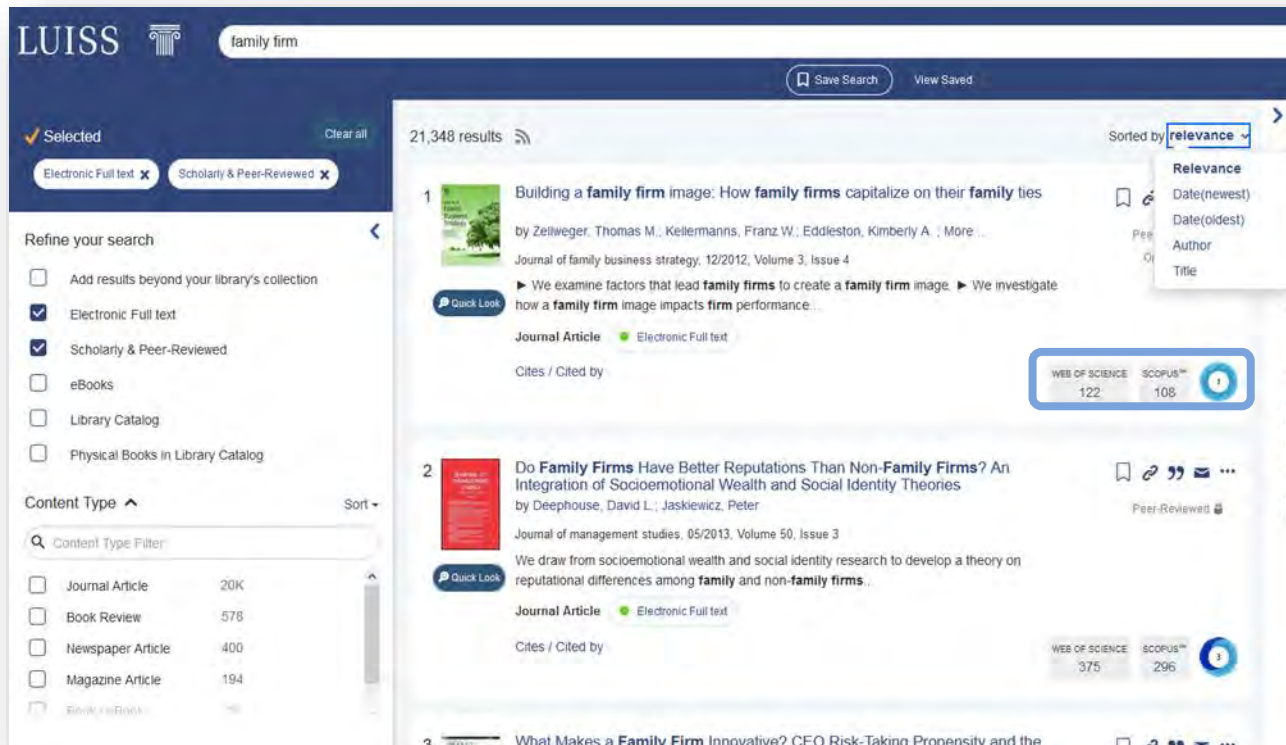 LUISS
family firm
Save Search
View Saved
Selected
Clear all
Electronic Full text
Scholarly & Peer-Reviewed
Refine your search
Add results beyond your library's collection
Electronic Full text
Scholarly & Peer-Reviewed
eBooks
Library Catalog
Physical Books in Library Catalog
Content Type
Sort
Content Type Filter
Journal Article 20K
Book Review 578
Newspaper Article 400
Magazine Article 194
21,348 results
Sorted by relevance
Relevance
Date(newest)
Date(oldest)
Author
Title
1
Building a family firm image: How family firms capitalize on their family ties
by Zellweger, Thomas M.; Kellermanns, Franz W.; Eddleston, Kimberly A. ; More ...
Journal of family business strategy, 12/2012, Volume 3, Issue 4
► We examine factors that lead family firms to create a family firm image. ► We investigate
how a family firm image impacts firm performance...
Quick Look
Journal Article Electronic Full text
Cites / Cited by
WEB OF SCIENCE 122
SCOPUS℠ 108
1
2
Do Family Firms Have Better Reputations Than Non-Family Firms? An
Integration of Socioemotional Wealth and Social Identity Theories
by Deephouse, David L.; Jaskiewicz, Peter
Peer-Reviewed
Journal of management studies, 05/2013, Volume 50, Issue 3
We draw from socioemotional wealth and social identity research to develop a theory on
reputational differences among family and non-family firms...
Quick Look
Journal Article Electronic Full text
Cites / Cited by
WEB OF SCIENCE 375
SCOPUS℠ 296
3
3
What Makes a Family Firm Innovative? CEO Risk-Taking Propensity and the